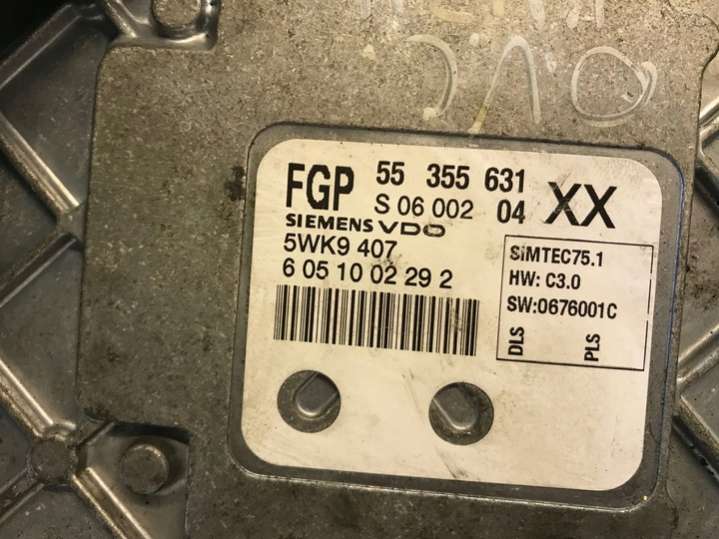 FGP 55 355 631 XX
S 06 002 04
SIEMENS VDO
5WK9 407
6 05 10 02 29 2
SIMTEC75.1
HW: C3.0
SW:0676001C
DLS PLS